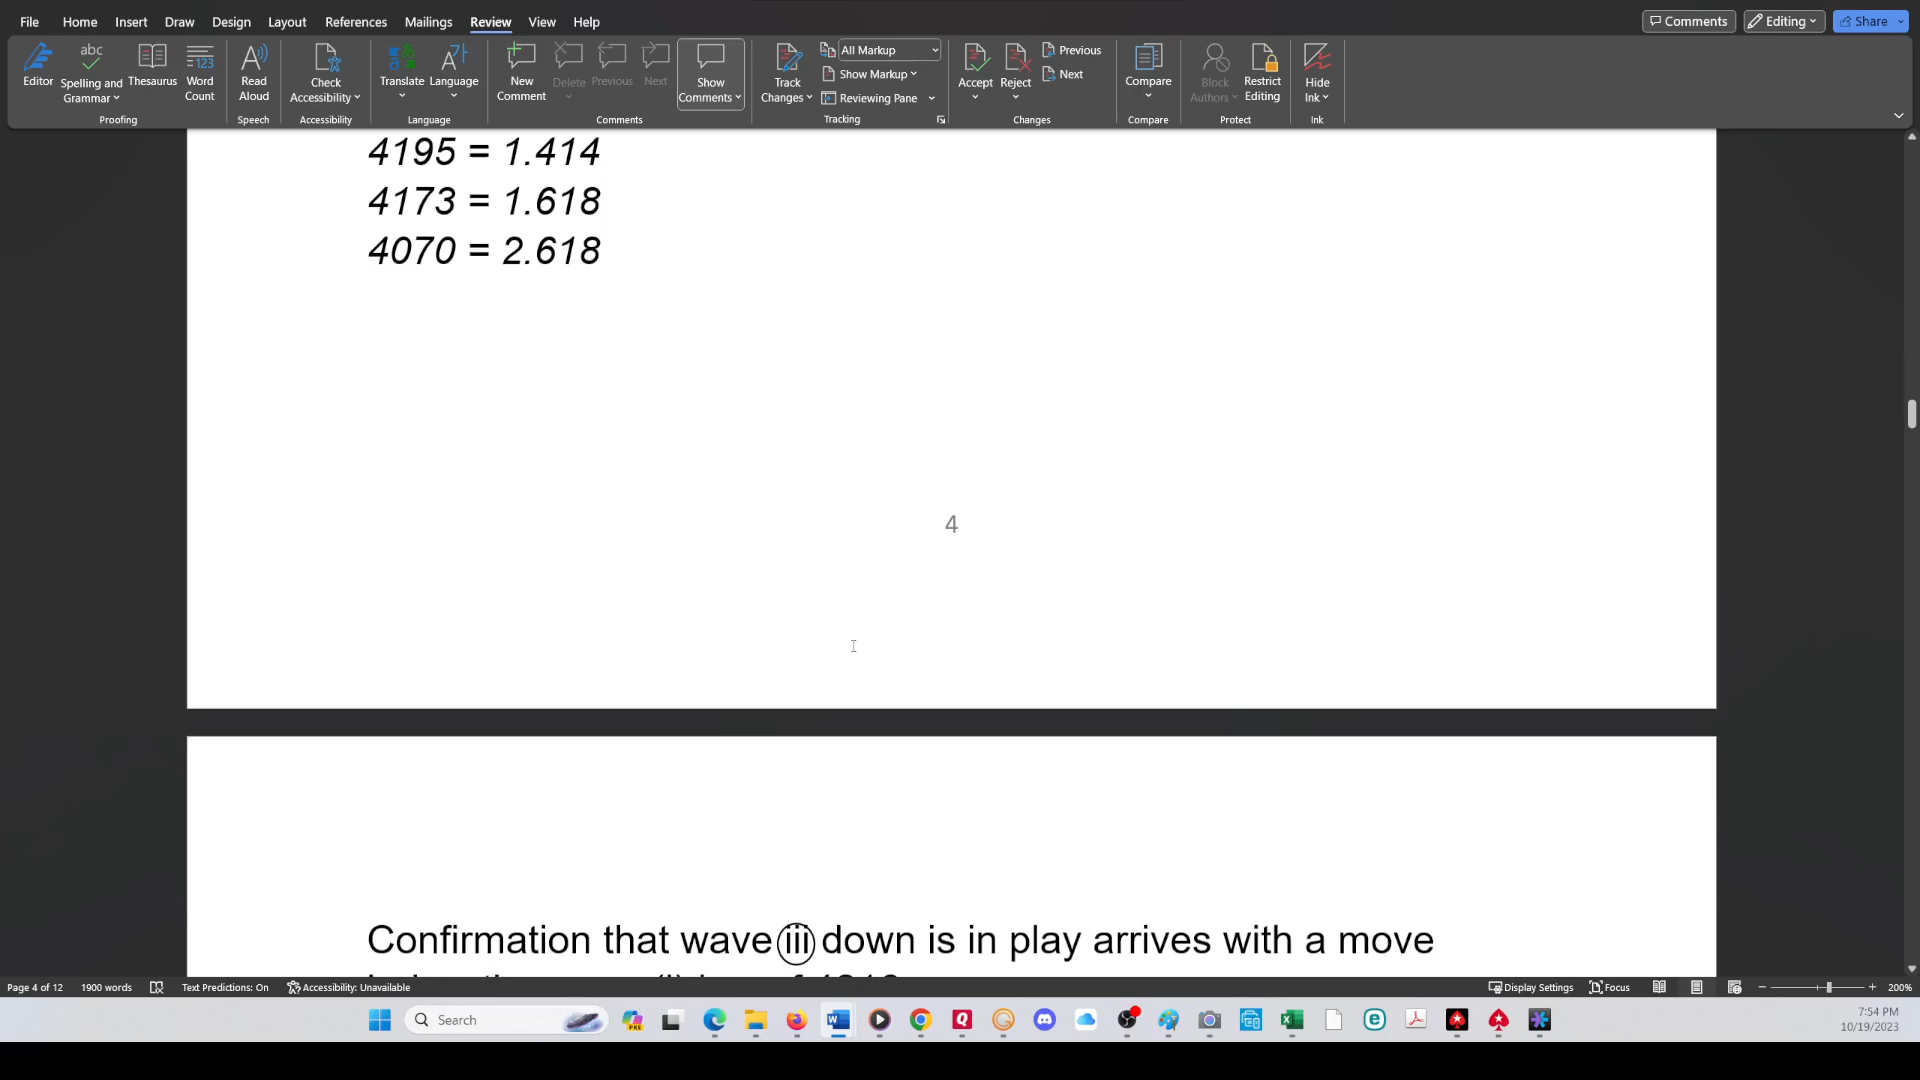 File Home Insert Draw Design Layout References Mailings Review View Help Comments Editing Share
Editor Spelling and Grammar Thesaurus Word Count Read Aloud Check Accessibility Translate Language New Comment Delete Previous Next Show Comments Track Changes All Markup Show Markup Reviewing Pane Accept Reject Previous Next Compare Block Authors Restrict Editing Hide Ink
Proofing Speech Accessibility Language Comments Tracking Changes Compare Protect Ink
4195 = 1.414
4173 = 1.618
4070 = 2.618
4
Confirmation that wave iii down is in play arrives with a move
Page 4 of 12 1900 words Text Predictions: On Accessibility: Unavailable Display Settings Focus 200%
Search PRE 7:54 PM
10/19/2023